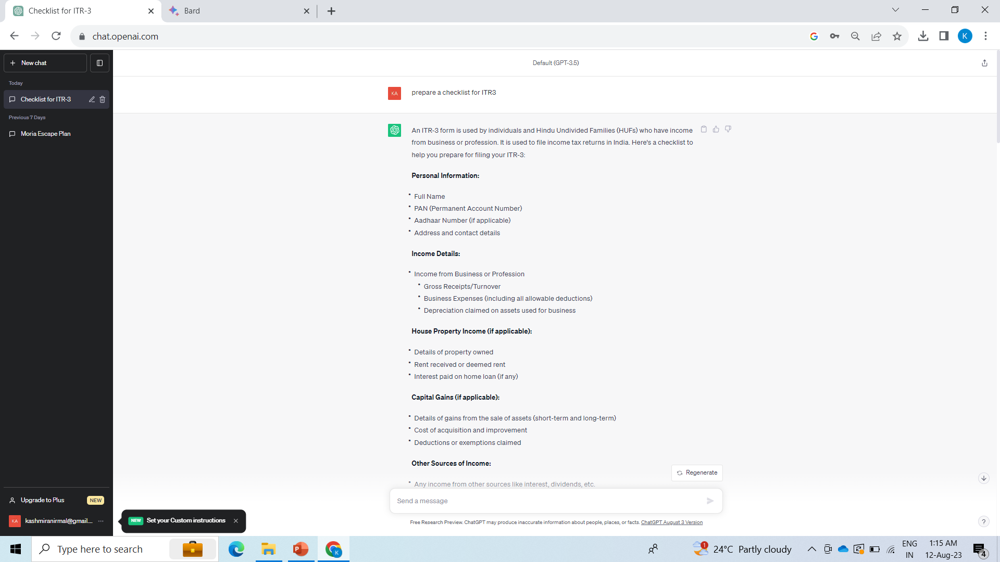 Checklist for ITR-3
Bard
chat.openai.com
K
New chat
Default (GPT-3.5)
Today
Checklist for ITR-3
Previous 7 Days
Moria Escape Plan
KA
prepare a checklist for ITR3
An ITR-3 form is used by individuals and Hindu Undivided Families (HUFs) who have income
from business or profession. It is used to file income tax returns in India. Here's a checklist to
help you prepare for filing your ITR-3:
Personal Information:
• Full Name
• PAN (Permanent Account Number)
• Aadhaar Number (if applicable)
• Address and contact details
Income Details:
• Income from Business or Profession
• Gross Receipts/Turnover
• Business Expenses (including all allowable deductions)
• Depreciation claimed on assets used for business
House Property Income (if applicable):
• Details of property owned
• Rent received or deemed rent
• Interest paid on home loan (if any)
Capital Gains (if applicable):
• Details of gains from the sale of assets (short-term and long-term)
• Cost of acquisition and improvement
• Deductions or exemptions claimed
Other Sources of Income:
Regenerate
• Any income from other sources like interest, dividends, etc.
Send a message
Upgrade to Plus
NEW
KA
kashmiranirmal@gmail....
NEW Set your Custom instructions
Free Research Preview. ChatGPT may produce inaccurate information about people, places, or facts. ChatGPT August 3 Version
?
Type here to search
P
K
1
24°C Partly cloudy
ENG
IN
1:15 AM
12-Aug-23
4